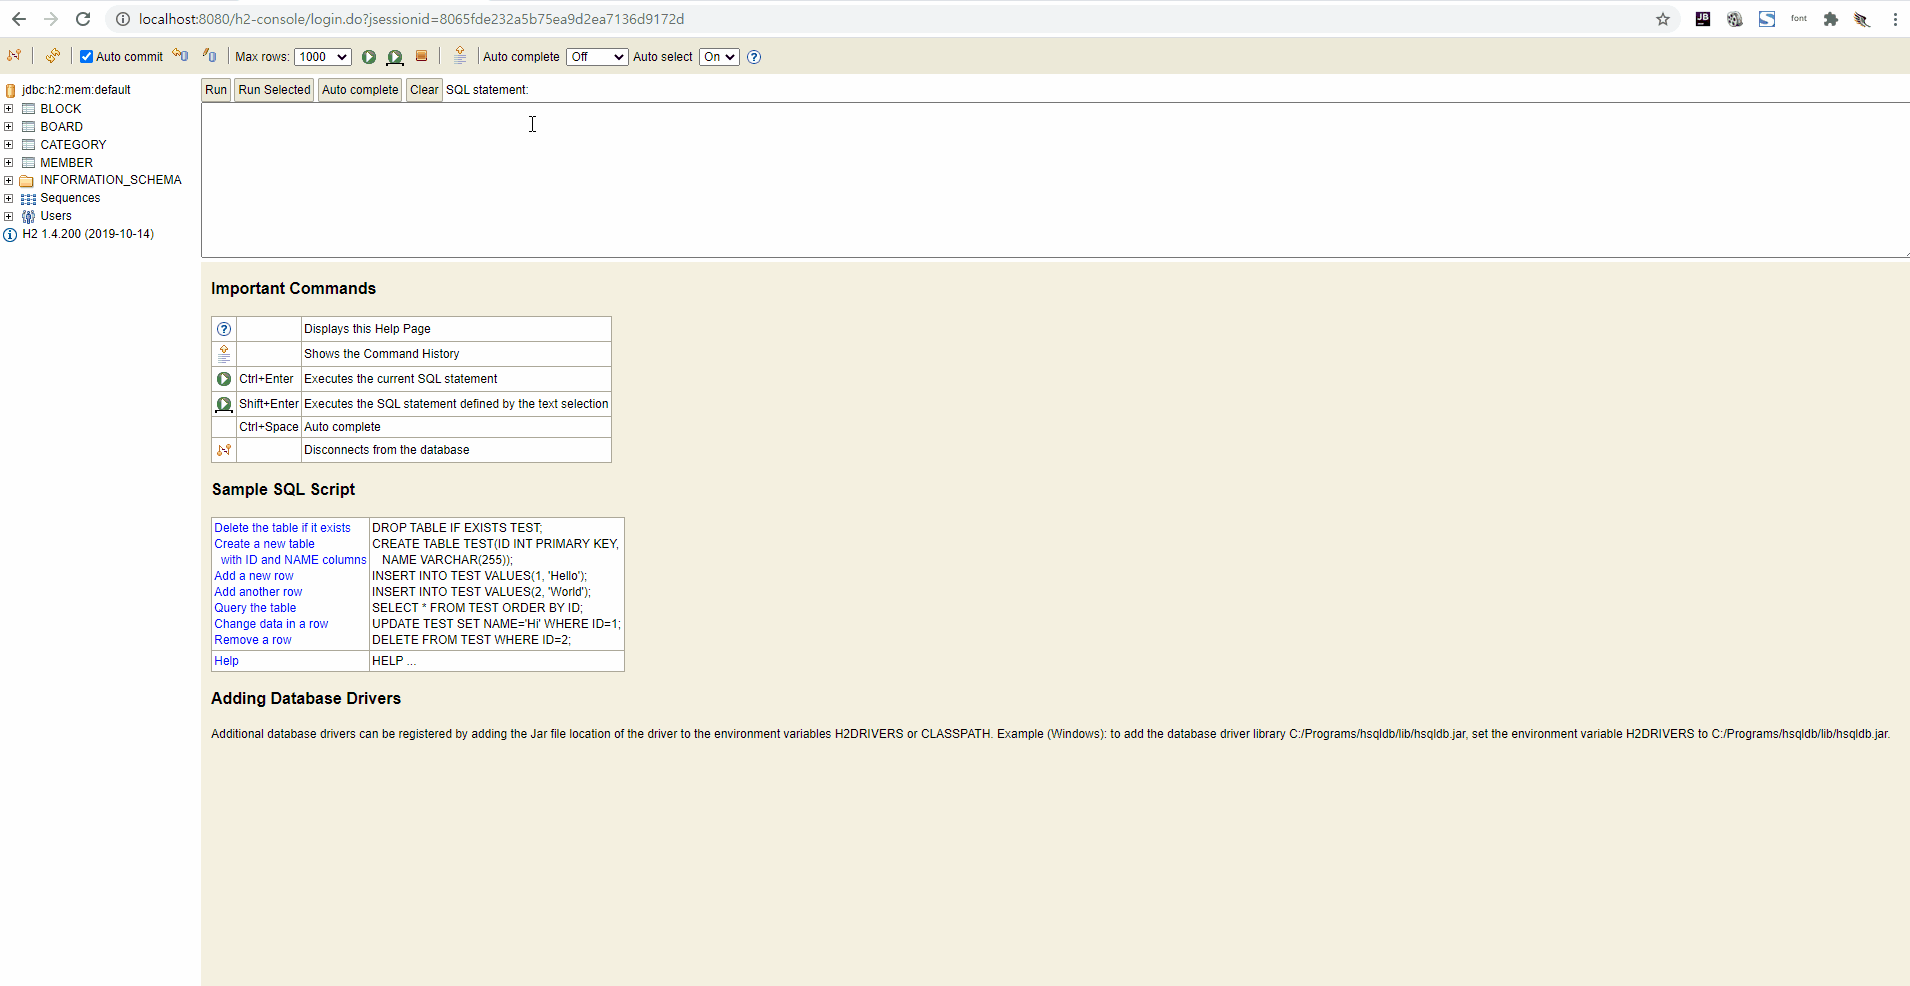 localhost:8080/h2-console/login.do?jsessionid=8065fde232a5b75ea9d2ea7136d9172d
JB
font
Auto commit
Max rows: 1000
Auto complete Off Auto select On
jdbc:h2:mem:default
BLOCK
BOARD
CATEGORY
MEMBER
INFORMATION_SCHEMA
Sequences
Users
H2 1.4.200 (2019-10-14)
Run Run Selected Auto complete Clear SQL statement:
Important Commands
Displays this Help Page
Shows the Command History
Ctrl+Enter Executes the current SQL statement
Shift+Enter Executes the SQL statement defined by the text selection
Ctrl+Space Auto complete
Disconnects from the database
Sample SQL Script
Delete the table if it exists DROP TABLE IF EXISTS TEST;
Create a new table CREATE TABLE TEST(ID INT PRIMARY KEY,
with ID and NAME columns NAME VARCHAR(255));
Add a new row INSERT INTO TEST VALUES(1, 'Hello');
Add another row INSERT INTO TEST VALUES(2, 'World');
Query the table SELECT * FROM TEST ORDER BY ID;
Change data in a row UPDATE TEST SET NAME='Hi' WHERE ID=1;
Remove a row DELETE FROM TEST WHERE ID=2;
Help HELP ...
Adding Database Drivers
Additional database drivers can be registered by adding the Jar file location of the driver to the environment variables H2DRIVERS or CLASSPATH. Example (Windows): to add the database driver library C:/Programs/hsqldb/lib/hsqldb.jar, set the environment variable H2DRIVERS to C:/Programs/hsqldb/lib/hsqldb.jar.